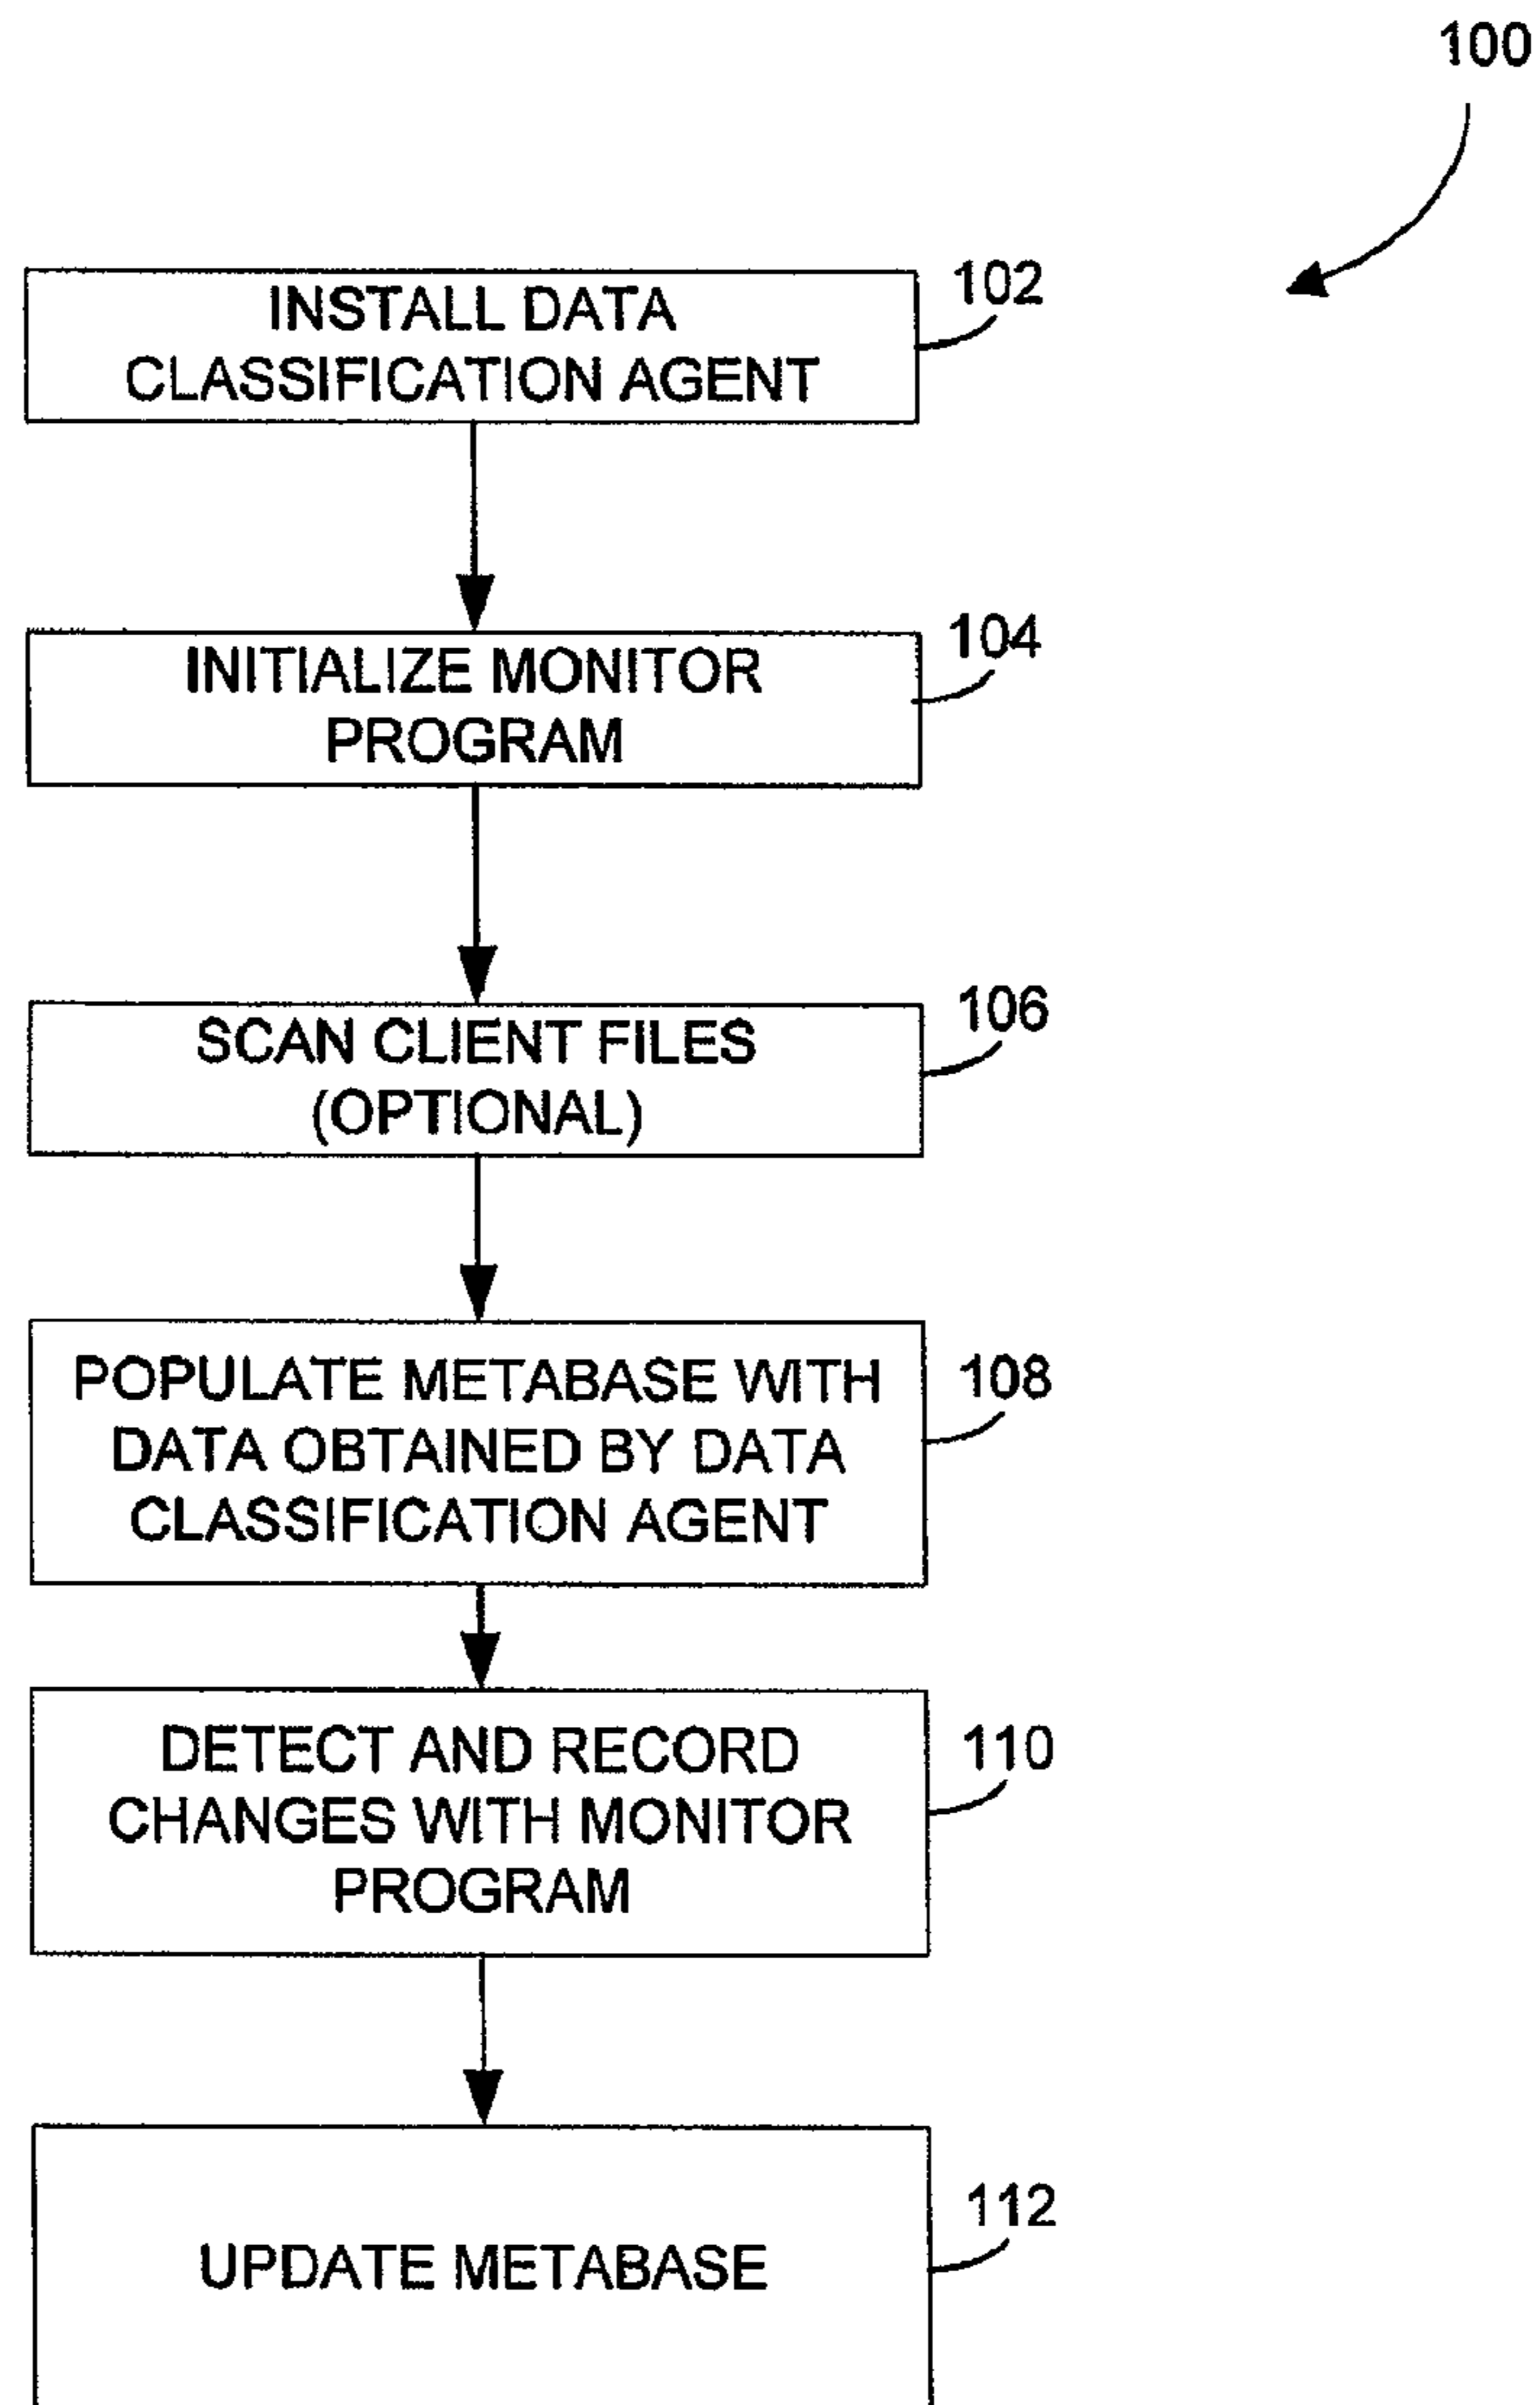 100
INSTALL DATA
CLASSIFICATION AGENT
102
INITIALIZE MONITOR
PROGRAM
104
SCAN CLIENT FILES
(OPTIONAL)
106
POPULATE METABASE WITH
DATA OBTAINED BY DATA
CLASSIFICATION AGENT
108
DETECT AND RECORD
CHANGES WITH MONITOR
PROGRAM
110
UPDATE METABASE
112